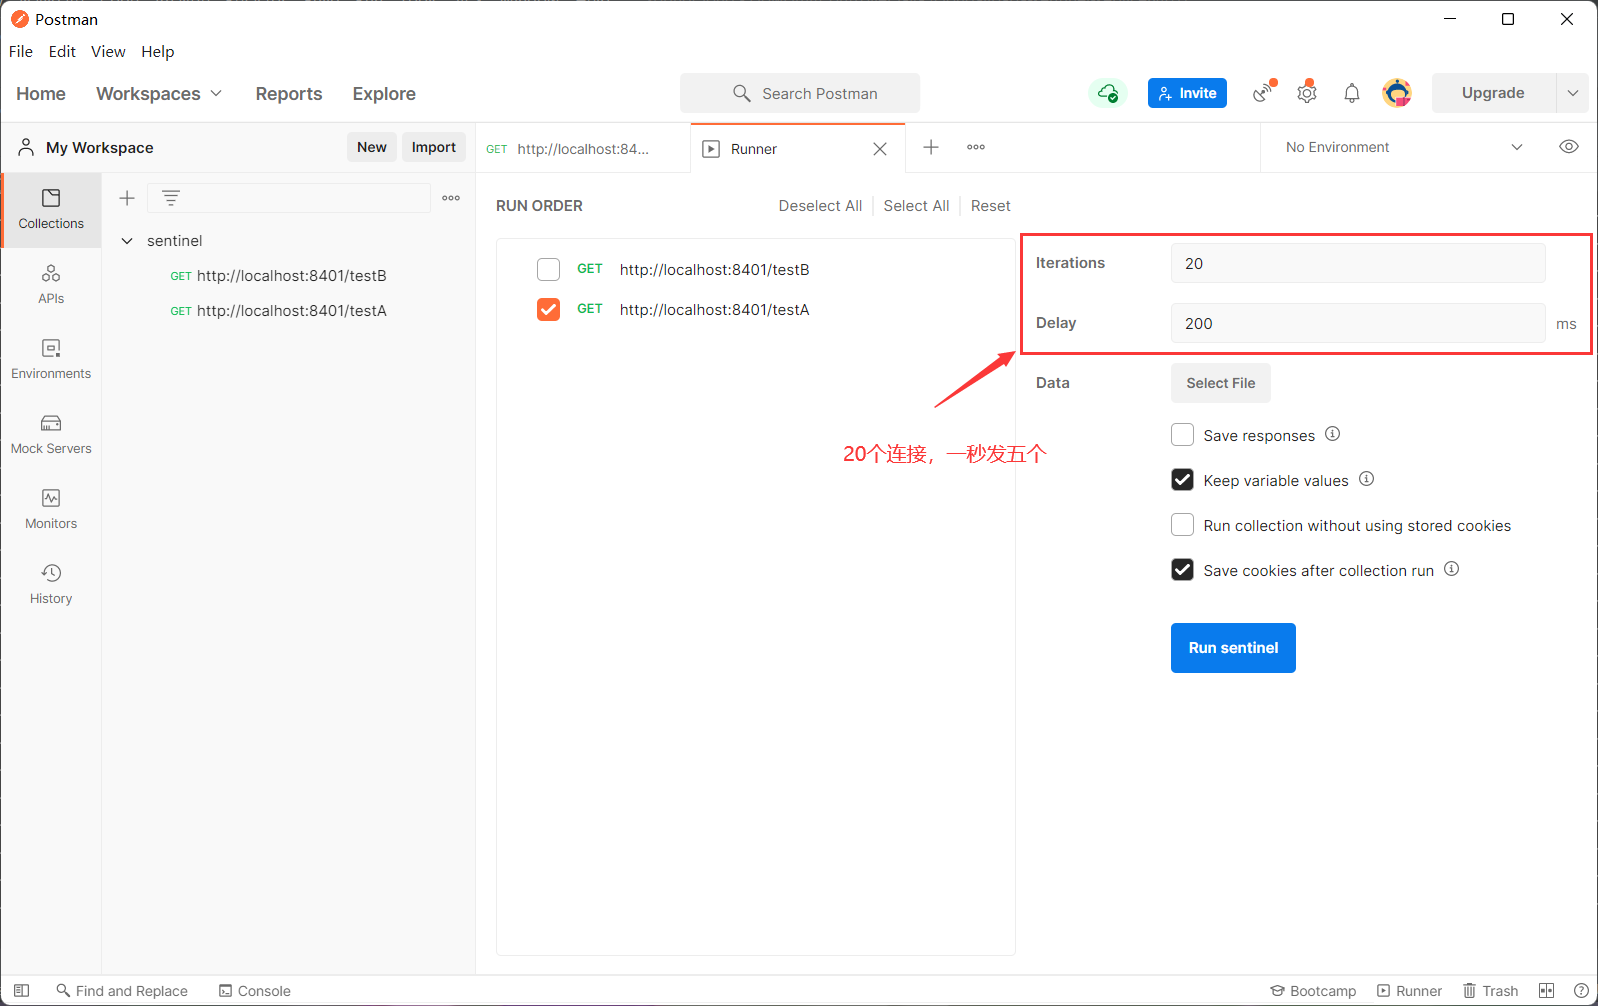 Postman
File Edit View Help
Home Workspaces Reports Explore Search Postman Invite Upgrade
My Workspace New Import GET http://localhost:84... Runner No Environment
Collections
APIs
Environments
Mock Servers
Monitors
History
sentinel
GET http://localhost:8401/testB
GET http://localhost:8401/testA
RUN ORDER Deselect All Select All Reset
GET http://localhost:8401/testB
GET http://localhost:8401/testA
20个连接，一秒发五个
Iterations 20
Delay 200 ms
Data Select File
Save responses
Keep variable values
Run collection without using stored cookies
Save cookies after collection run
Run sentinel
Find and Replace Console Bootcamp Runner Trash